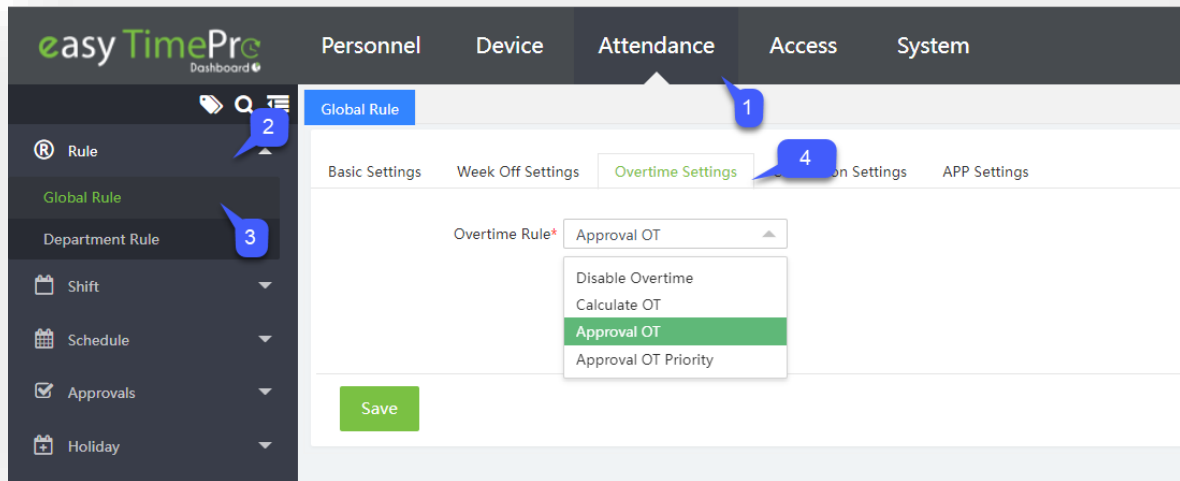 easy TimePro
Dashboard
Personnel Device Attendance Access System
1
2
Global Rule
® Rule
Global Rule
Department Rule
3
Shift
Schedule
Approvals
Holiday
Basic Settings Week Off Settings Overtime Settings 4 on Settings APP Settings
Overtime Rule* Approval OT
Disable Overtime
Calculate OT
Approval OT
Approval OT Priority
Save